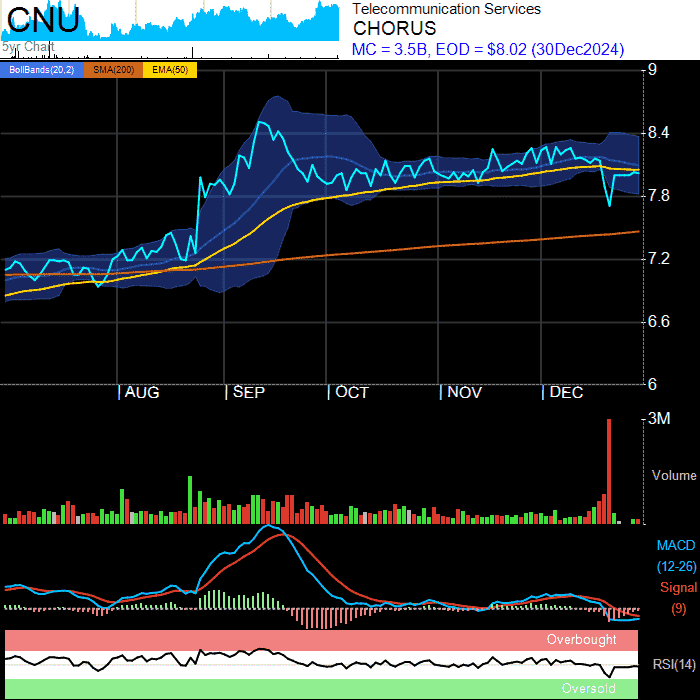 CNU
5yr Chart
Telecommunication Services
CHORUS
MC = 3.5B, EOD = $8.02 (30Dec2024)
BollBands(20,2) SMA(200) EMA(50)
9
8.4
7.8
7.2
6.6
6
AUG SEP OCT NOV DEC
3M
Volume
MACD
(12-26)
Signal
(9)
Overbought
RSI(14)
Oversold